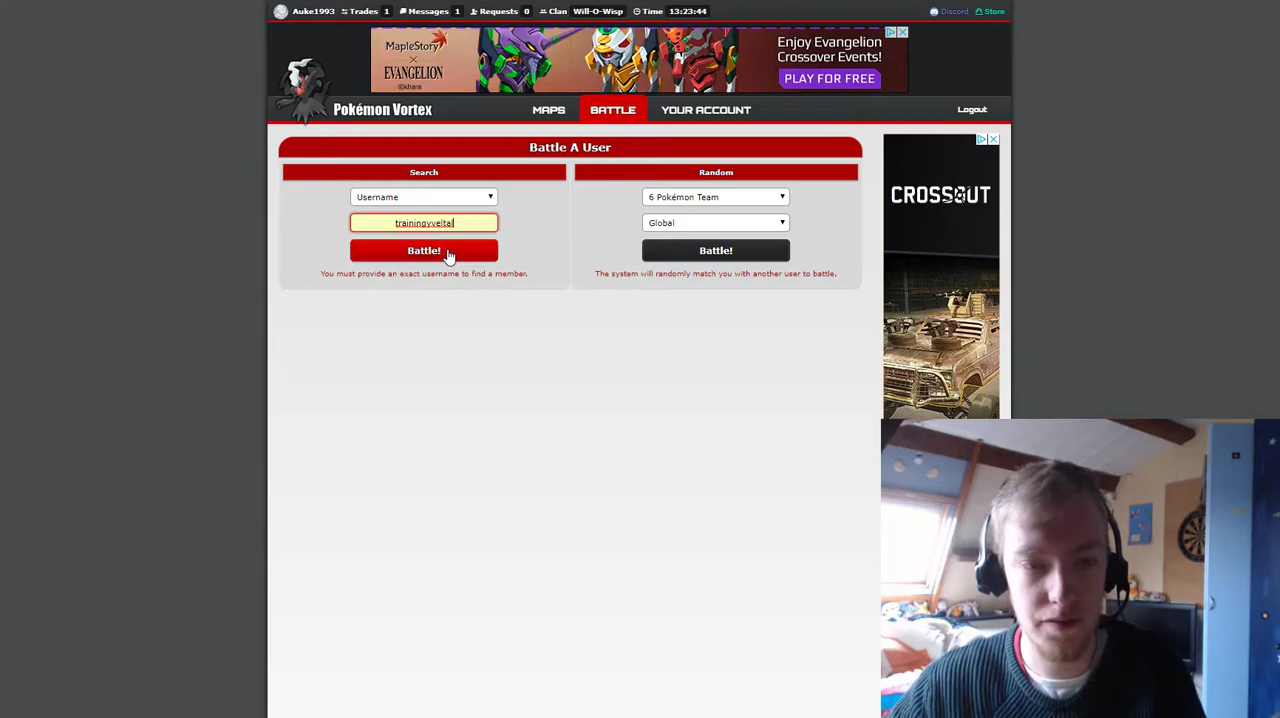 Auke1993 Trades 1 Messages 1 Requests 0 Clan Will-O-Wisp Time 13:23:44 Discord Store
MapleStory
×
EVANGELION
©khara
Enjoy Evangelion
Crossover Events!
PLAY FOR FREE
Pokémon Vortex MAPS BATTLE YOUR ACCOUNT Logout
Battle A User
Search
Username
trainingyveltal
Battle!
You must provide an exact username to find a member.
Random
6 Pokémon Team
Global
Battle!
The system will randomly match you with another user to battle.
CROSSOUT